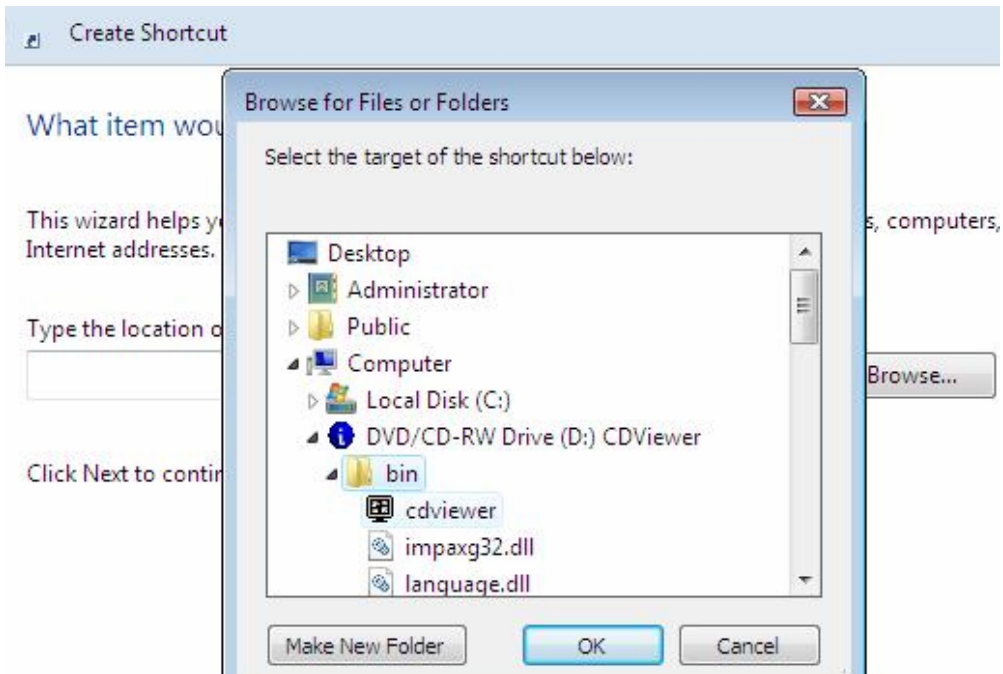 Create Shortcut
Browse for Files or Folders
What item wou
Select the target of the shortcut below:
This wizard helps y
s, computers,
Internet addresses.
Desktop
Administrator
Public
Type the location o
Computer
Browse...
Local Disk (C:)
DVD/CD-RW Drive (D:) CDViewer
Click Next to contin
bin
cdviewer
impaxg32.dll
language.dll
Make New Folder
OK
Cancel